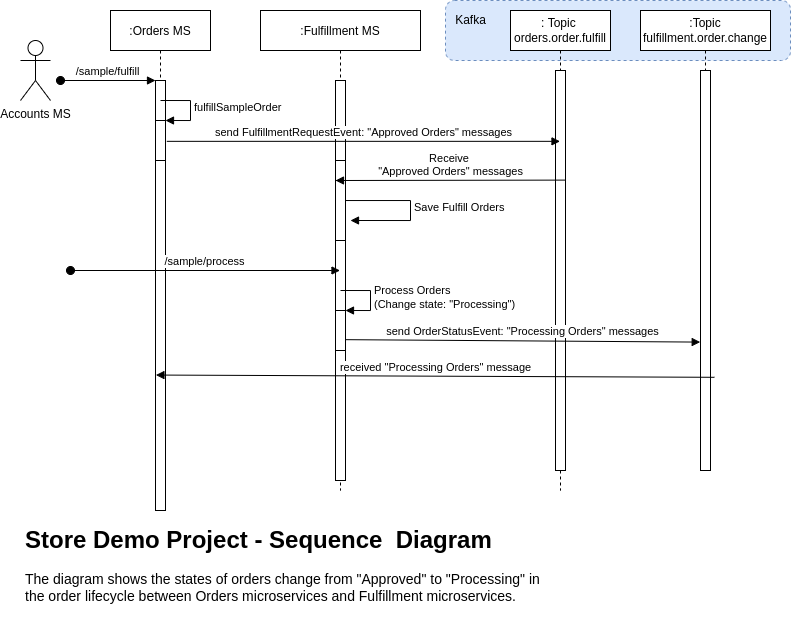 Kafka
:Orders MS
:Fulfillment MS
: Topic
orders.order.fulfill
:Topic
fulfillment.order.change
Accounts MS
/sample/fulfill
fulfillSampleOrder
send FulfillmentRequestEvent: "Approved Orders" messages
Receive
"Approved Orders" messages
Save Fulfill Orders
/sample/process
Process Orders
(Change state: "Processing")
send OrderStatusEvent: "Processing Orders" messages
received "Processing Orders" message
Store Demo Project - Sequence  Diagram
The diagram shows the states of orders change from "Approved" to "Processing" in
the order lifecycle between Orders microservices and Fulfillment microservices.